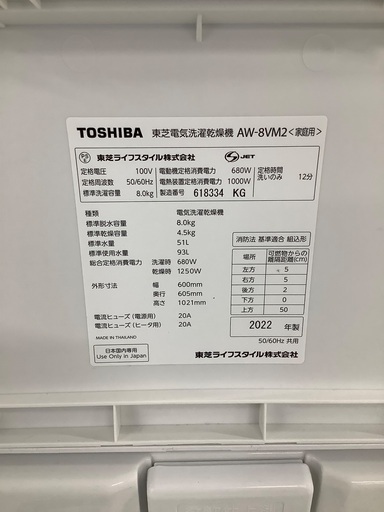 TOSHIBA 東芝電気洗濯乾燥機 AW-8VM2<家庭用>
東芝ライフスタイル株式会社 JET
定格電圧 100V 電動機定格消費電力 680W 定格時間
定格周波数 50/60Hz 電熱装置定格消費電力 1000W 洗いのみ 12分
標準洗濯容量 8.0kg 製造番号 618334 KG
種類 電気洗濯乾燥機
標準脱水容量 8.0kg
標準乾燥容量 4.5kg
標準水量 51L
標準使用水量 93L
総合定格消費電力 洗濯時 680W
乾燥時 1250W
外形寸法 幅 600mm
奥行 605mm
高さ 1021mm
電流ヒューズ(電源用) 20A
電流ヒューズ(ヒータ用) 20A
MADE IN THAILAND
日本国内専用
Use Only in Japan
消防法 基準適合 組込形
場所 可燃物からの離隔距離(cm)
左方 5
右方 5
後方 2
下方 0
上方 50
2022 年製
50/60Hz 共用
東芝ライフスタイル株式会社